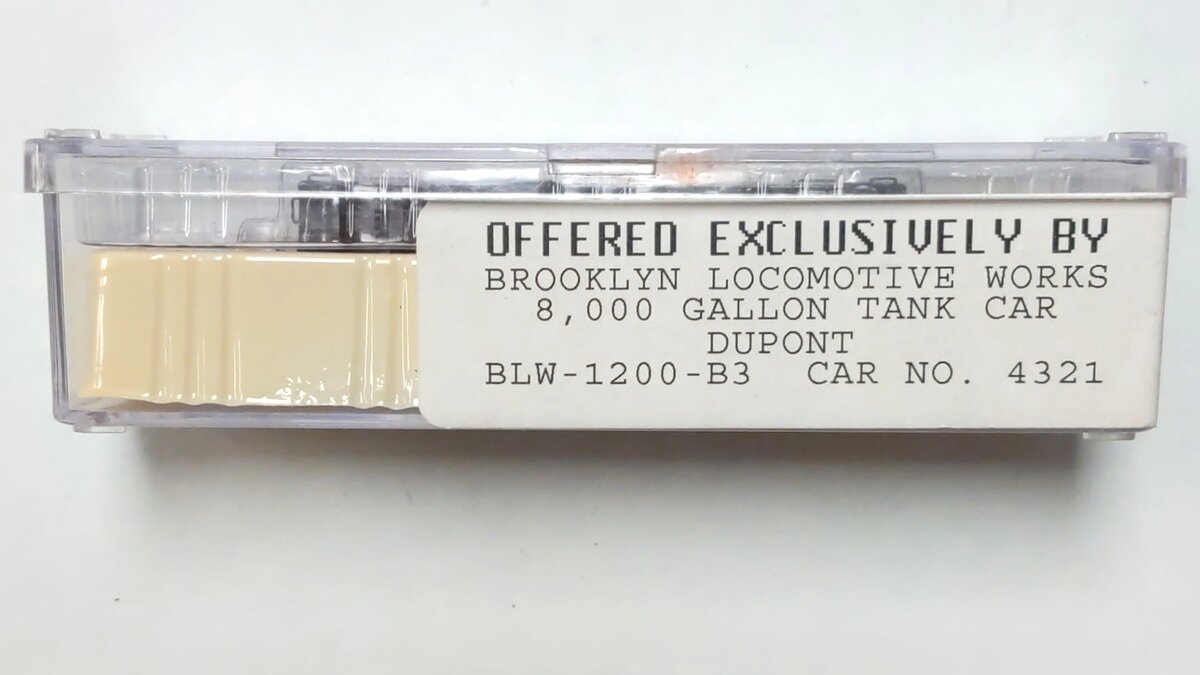 OFFERED EXCLUSIVELY BY
BROOKLYN LOCOMOTIVE WORKS
8,000 GALLON TANK CAR
DUPONT
BLW-1200-B3 CAR NO. 4321